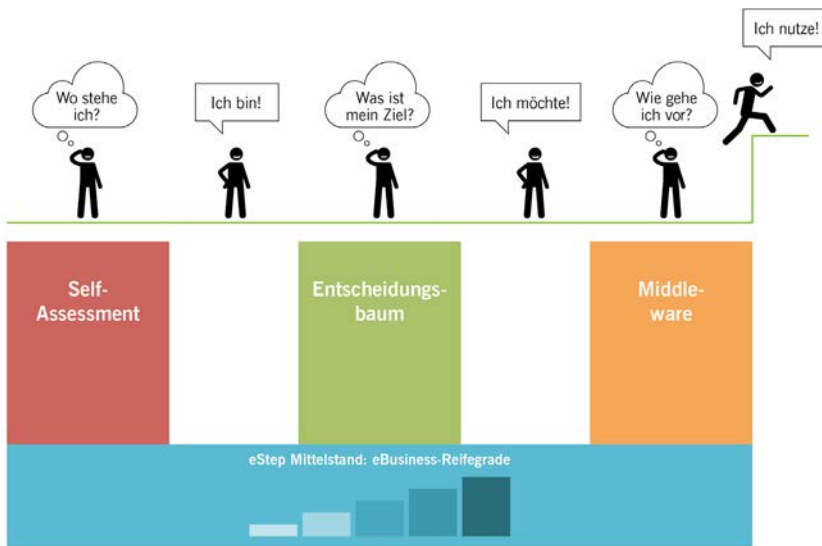 Ich nutze!
Wo stehe
ich?
Ich bin!
Was ist
mein Ziel?
Ich möchte!
Wie gehe
ich vor?
Self-
Assessment
Entscheidungs-
baum
Middle-
ware
eStep Mittelstand: eBusiness-Reifegrade